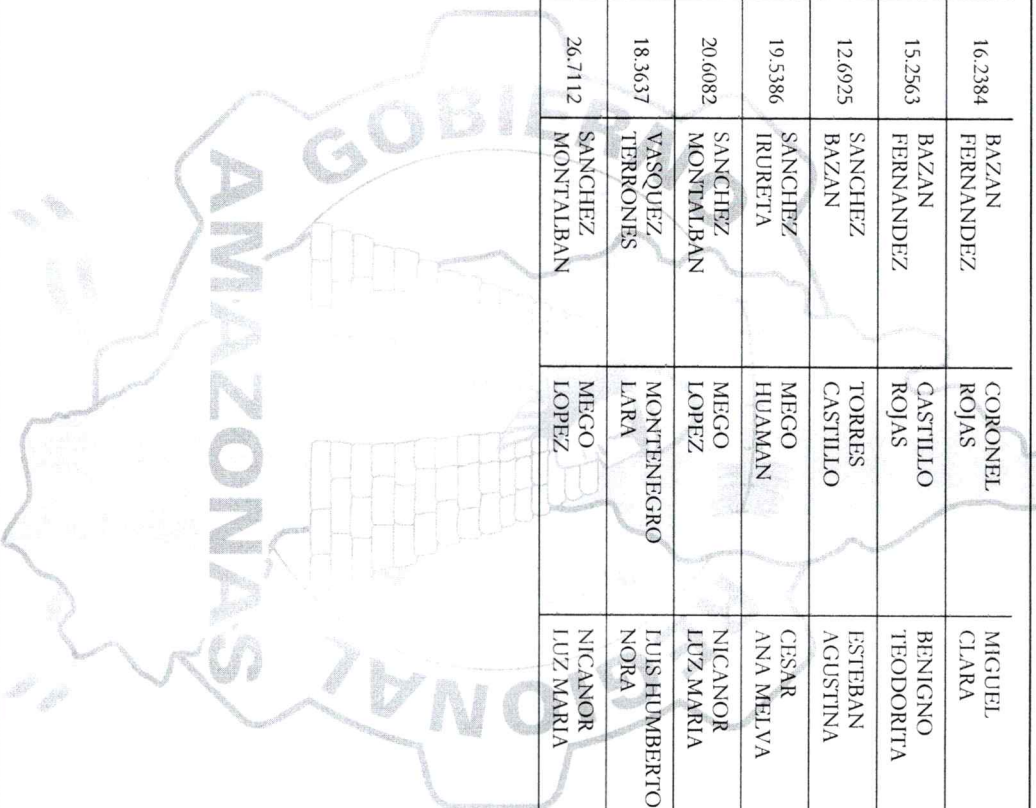 16.2384 BAZAN CORONEL MIGUEL
FERNANDEZ ROJAS CLARA
15.2563 BAZAN CASTILLO BENIGNO
FERNANDEZ ROJAS TEODORITA
12.6925 SANCHEZ TORRES ESTEBAN
BAZAN CASTILLO AGUSTINA
19.5386 SANCHEZ MEGO CESAR
IRURETA HUAMAN ANA MELVA
20.6082 SANCHEZ MEGO NICANOR
MONTALBAN LOPEZ LUZ MARIA
18.3637 VASQUEZ MONTENEGRO LUIS HUMBERTO
TERRONES LARA NORA
26.7112 SANCHEZ MEGO NICANOR
MONTALBAN LOPEZ LUZ MARIA
GOBIERNO
AMAZONAS